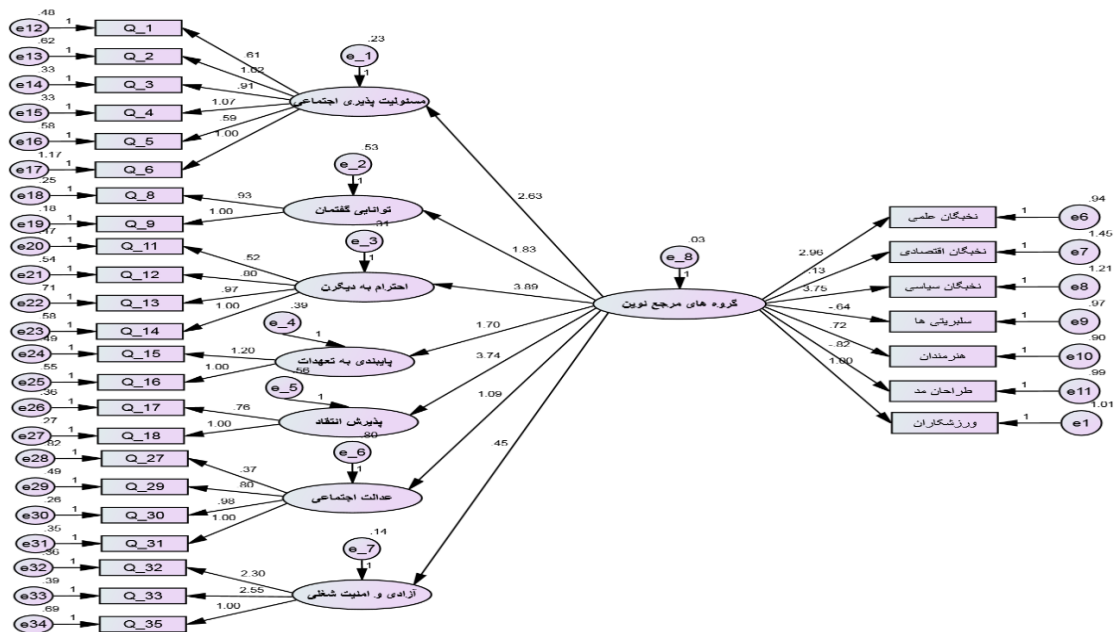 .48
e12 1 Q_1
.62
e13 1 Q_2
.33
e14 1 Q_3
.33
e15 1 Q_4
.58
e16 1 Q_5
1.17
e17 1 Q_6
.25
e18 1 Q_8
.18
e19 1 Q_9
e20 1 Q_11
.54
e21 1 Q_12
.71
e22 1 Q_13
.58
e23 1 Q_14
e24 1 Q_15
.55
e25 1 Q_16
.36
e26 1 Q_17
.27
e27 1 Q_18
e28 1 Q_27
.49
e29 1 Q_29
.26
e30 1 Q_30
.35
e31 1 Q_31
e32 1 Q_32
.39
e33 1 Q_33
.69
e34 1 Q_35
.61
1.02
.91
1.07
.59
1.00
.23
e_1
1
مسئولیت پذیری اجتماعی
.93
1.00
.53
e_2
1
توانایی گفتمان
.52
.80
.97
1.00
e_3
1
احترام به دیگرن
1.20
1.00
.39
e_4
1
پایبندی به تعهدات
.76
1.00
.56
e_5
1
پذیرش انتقاد
.37
.80
.98
1.00
.80
e_6
1
عدالت اجتماعی
2.30
2.55
1.00
.14
e_7
1
آزادی و. امنیت شغلی
2.63
1.83
3.89
1.70
3.74
1.09
.45
.03
e_8
1
گروه های مرجع نوین
2.96
.13
3.75
-.64
.72
-.82
1.00
.94
نخبگان علمی 1 e6
1.45
نخبگان اقتصادی 1 e7
1.21
نخبگان سیاسی 1 e8
.97
سلبریتی ها 1 e9
.90
هنرمندان 1 e10
.99
طراحان مد 1 e11
1.01
ورزشکاران 1 e1